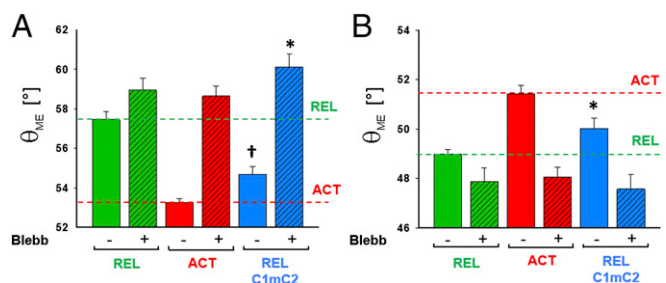 A
θME [°]
62
60
58
56
54
52
*
†
REL
ACT
Blebb
- + - + - +
REL ACT REL
C1mC2
B
θME [°]
54
52
50
48
46
*
ACT
REL
Blebb
- + - + - +
REL ACT REL
C1mC2